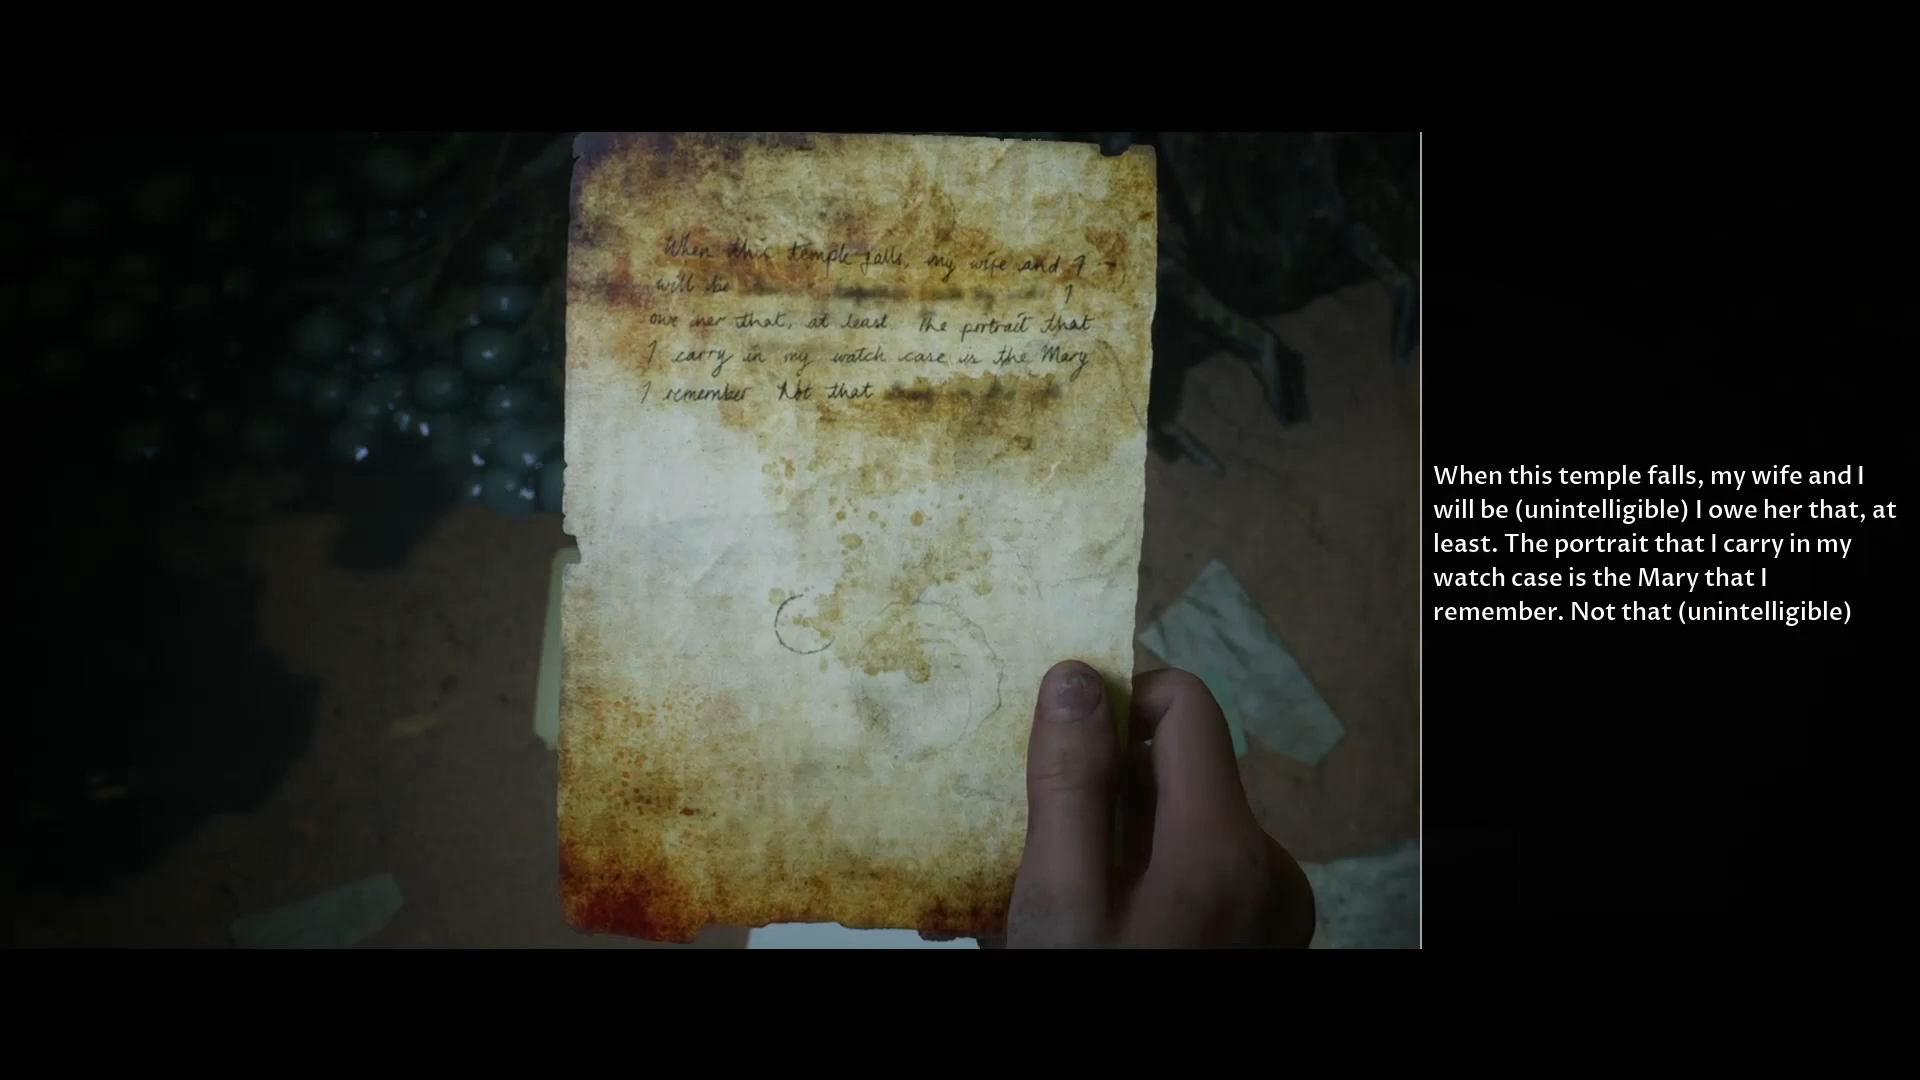 When this temple falls, my wife and I
will be I
owe her that, at least. The portrait that
I carry in my watch case is the Mary
I remember Not that
When this temple falls, my wife and I
will be (unintelligible) I owe her that, at
least. The portrait that I carry in my
watch case is the Mary that I
remember. Not that (unintelligible)